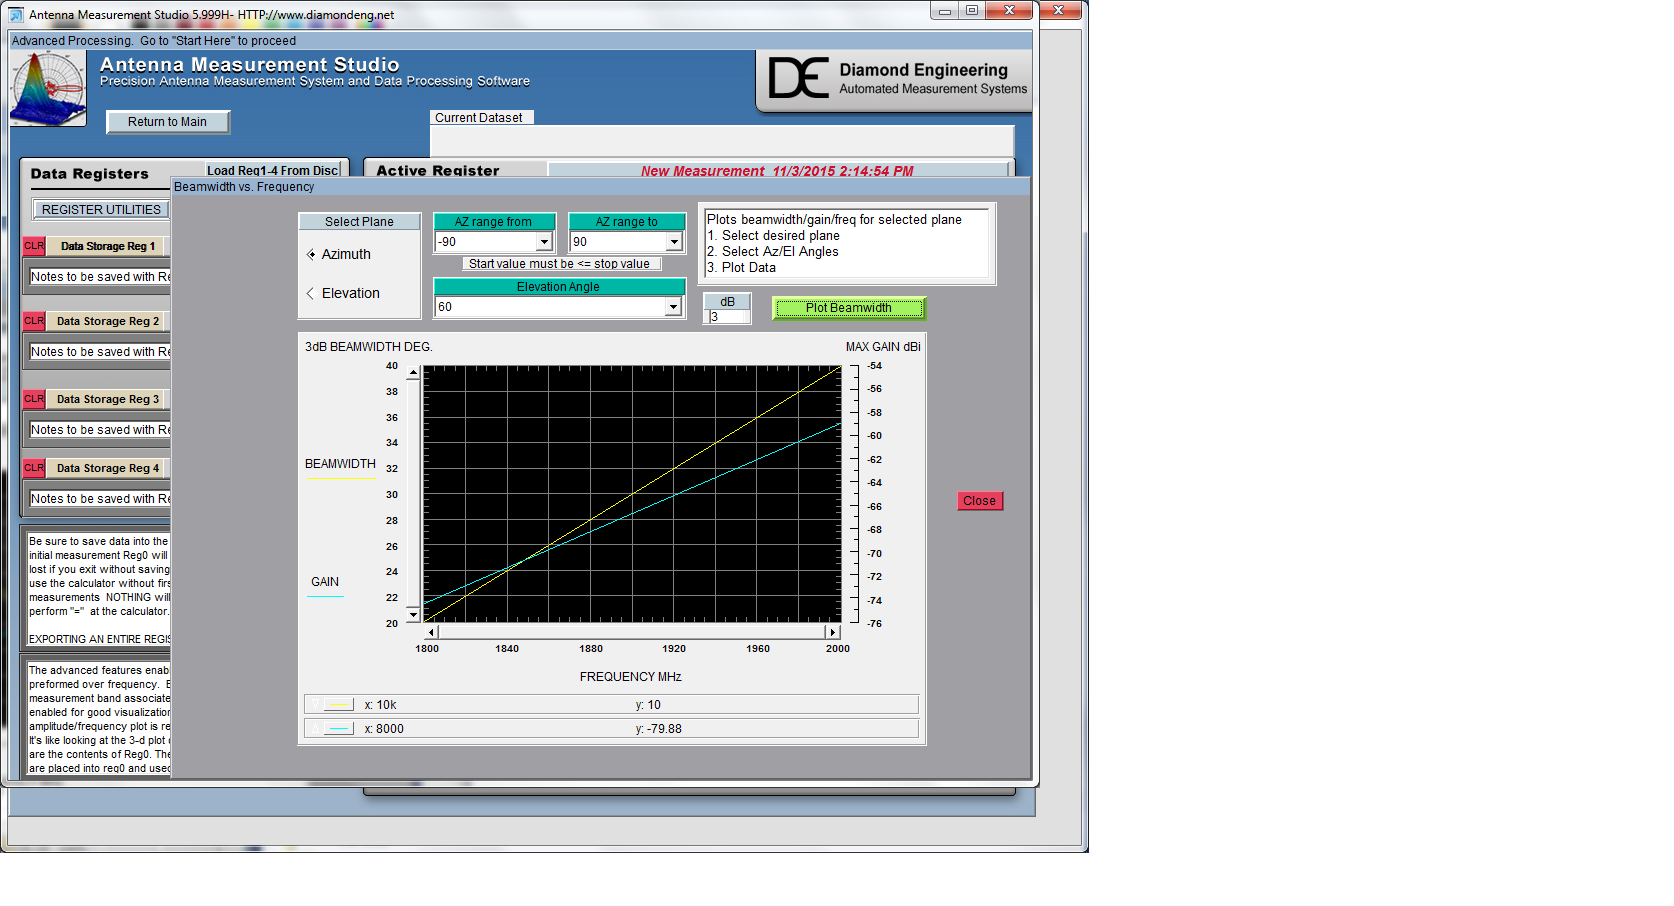 Antenna Measurement Studio 5.999H- HTTP://www.diamondeng.net
Advanced Processing.  Go to "Start Here" to proceed
Antenna Measurement Studio
Precision Antenna Measurement System and Data Processing Software
DE
Diamond Engineering
Automated Measurement Systems
Return to Main
Current Dataset
Data Registers
Load Reg1-4 From Disc
Active Register
New Measurement  11/3/2015 2:14:54 PM
Beamwidth vs. Frequency
REGISTER UTILITIES
CLR Data Storage Reg 1
Notes to be saved with Re
CLR Data Storage Reg 2
Notes to be saved with Re
CLR Data Storage Reg 3
Notes to be saved with Re
CLR Data Storage Reg 4
Notes to be saved with Re
Be sure to save data into the
initial measurement Reg0 will
lost if you exit without saving
use the calculator without firs
measurements  NOTHING will
perform "="  at the calculator.
EXPORTING AN ENTIRE REGIS
The advanced features enab
preformed over frequency.
measurement band associate
enabled for good visualization
amplitude/frequency plot is re
It's like looking at the 3-d plot
are the contents of Reg0. The
are placed into reg0 and used
Select Plane
Azimuth
Elevation
AZ range from
-90
AZ range to
90
Start value must be <= stop value
Elevation Angle
60
Plots beamwidth/gain/freq for selected plane
1. Select desired plane
2. Select Az/El Angles
3. Plot Data
dB
3
Plot Beamwidth
3dB BEAMWIDTH DEG.
MAX GAIN dBi
40
38
36
34
32
30
28
26
24
22
20
BEAMWIDTH
GAIN
-54
-56
-58
-60
-62
-64
-66
-68
-70
-72
-74
-76
1800 1840 1880 1920 1960 2000
FREQUENCY MHz
x: 10k y: 10
x: 8000 y: -79.88
Close